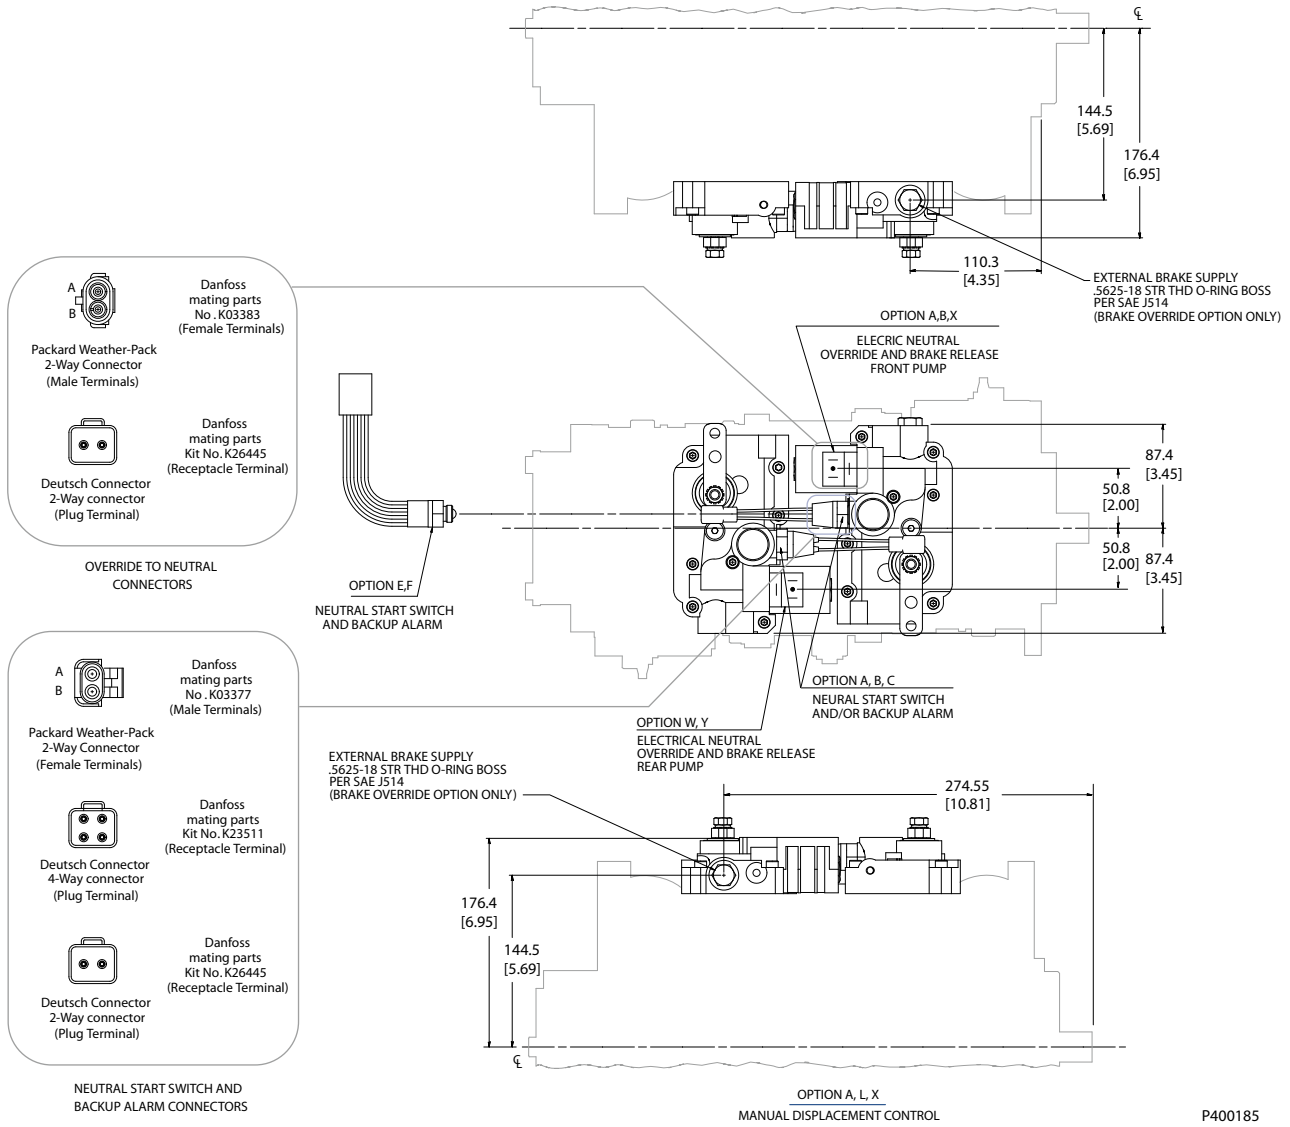 ℄
144.5
[5.69]
176.4
[6.95]
110.3
[4.35]
EXTERNAL BRAKE SUPPLY
.5625-18 STR THD O-RING BOSS
PER SAE J514
(BRAKE OVERRIDE OPTION ONLY)
OPTION A,B,X
ELECRIC NEUTRAL
OVERRIDE AND BRAKE RELEASE
FRONT PUMP
A
B
Danfoss
mating parts
No . K03383
(Female Terminals)
Packard Weather-Pack
2-Way Connector
(Male Terminals)
Danfoss
mating parts
Kit No. K26445
(Receptacle Terminal)
Deutsch Connector
2-Way connector
(Plug Terminal)
OVERRIDE TO NEUTRAL
CONNECTORS
OPTION E,F
NEUTRAL START SWITCH
AND BACKUP ALARM
87.4
[3.45]
50.8
[2.00]
50.8
[2.00]
87.4
[3.45]
OPTION A, B, C
NEURAL START SWITCH
AND/OR BACKUP ALARM
OPTION W, Y
ELECTRICAL NEUTRAL
OVERRIDE AND BRAKE RELEASE
REAR PUMP
A
B
Danfoss
mating parts
No . K03377
(Male Terminals)
Packard Weather-Pack
2-Way Connector
(Female Terminals)
Danfoss
mating parts
Kit No. K23511
(Receptacle Terminal)
Deutsch Connector
4-Way connector
(Plug Terminal)
Danfoss
mating parts
Kit No. K26445
(Receptacle Terminal)
Deutsch Connector
2-Way connector
(Plug Terminal)
NEUTRAL START SWITCH AND
BACKUP ALARM CONNECTORS
EXTERNAL BRAKE SUPPLY
.5625-18 STR THD O-RING BOSS
PER SAE J514
(BRAKE OVERRIDE OPTION ONLY)
274.55
[10.81]
176.4
[6.95]
144.5
[5.69]
℄
OPTION A, L, X
MANUAL DISPLACEMENT CONTROL
P400185